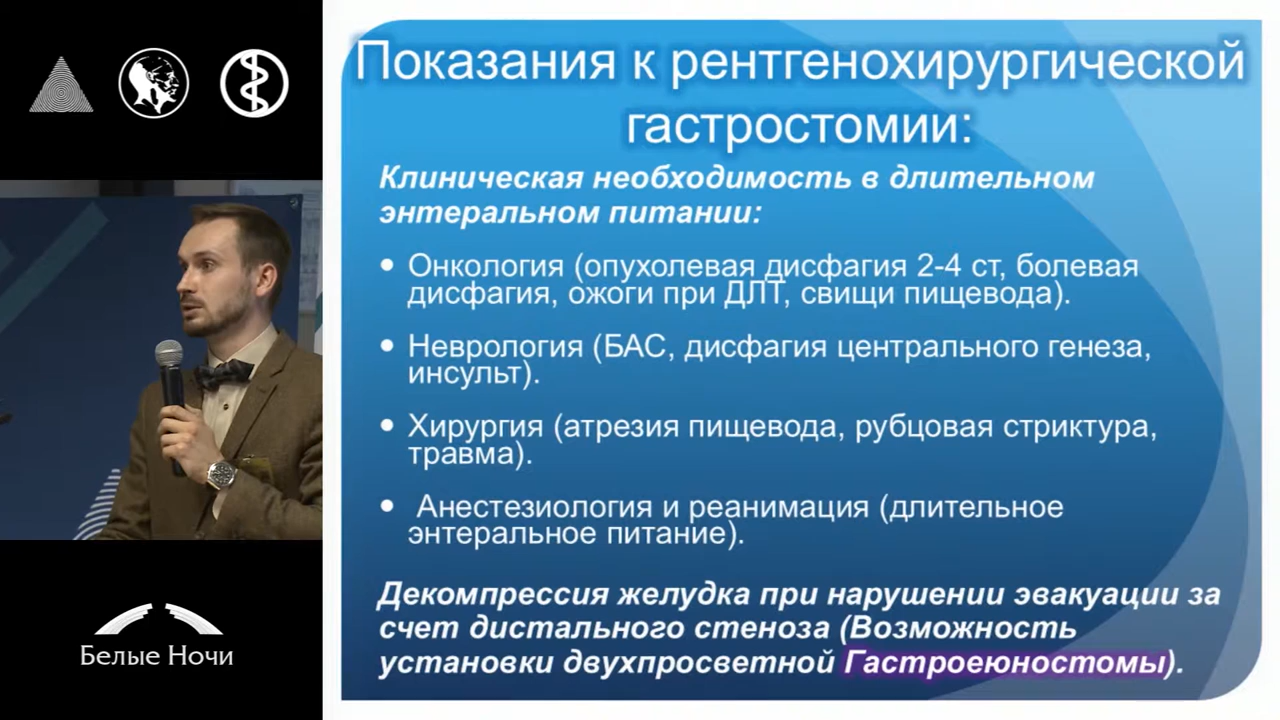 Показания к рентгенохирургической
гастростомии:
Клиническая необходимость в длительном
энтеральном питании:
• Онкология (опухолевая дисфагия 2-4 ст, болевая
дисфагия, ожоги при ДЛТ, свищи пищевода).
• Неврология (БАС, дисфагия центрального генеза,
инсульт).
• Хирургия (атрезия пищевода, рубцовая стриктура,
травма).
• Анестезиология и реанимация (длительное
энтеральное питание).
Декомпрессия желудка при нарушении эвакуации за
счет дистального стеноза (Возможность
установки двухпросветной Гастроеюностомы).
Белые Ночи